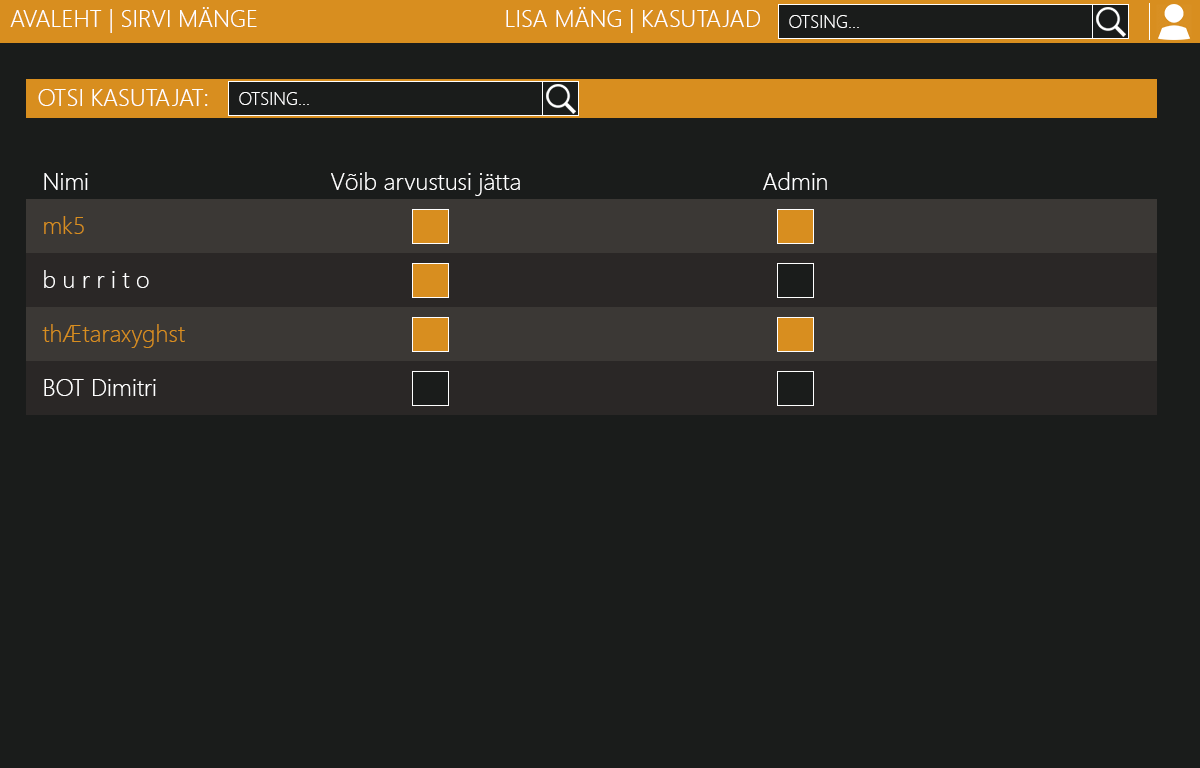 AVALEHT | SIRVI MÄNGE LISA MÄNG | KASUTAJAD OTSING...
OTSI KASUTAJAT: OTSING...
Nimi Võib arvustusi jätta Admin
mk5
b u r r i t o
thÆtaraxyghst
BOT Dimitri